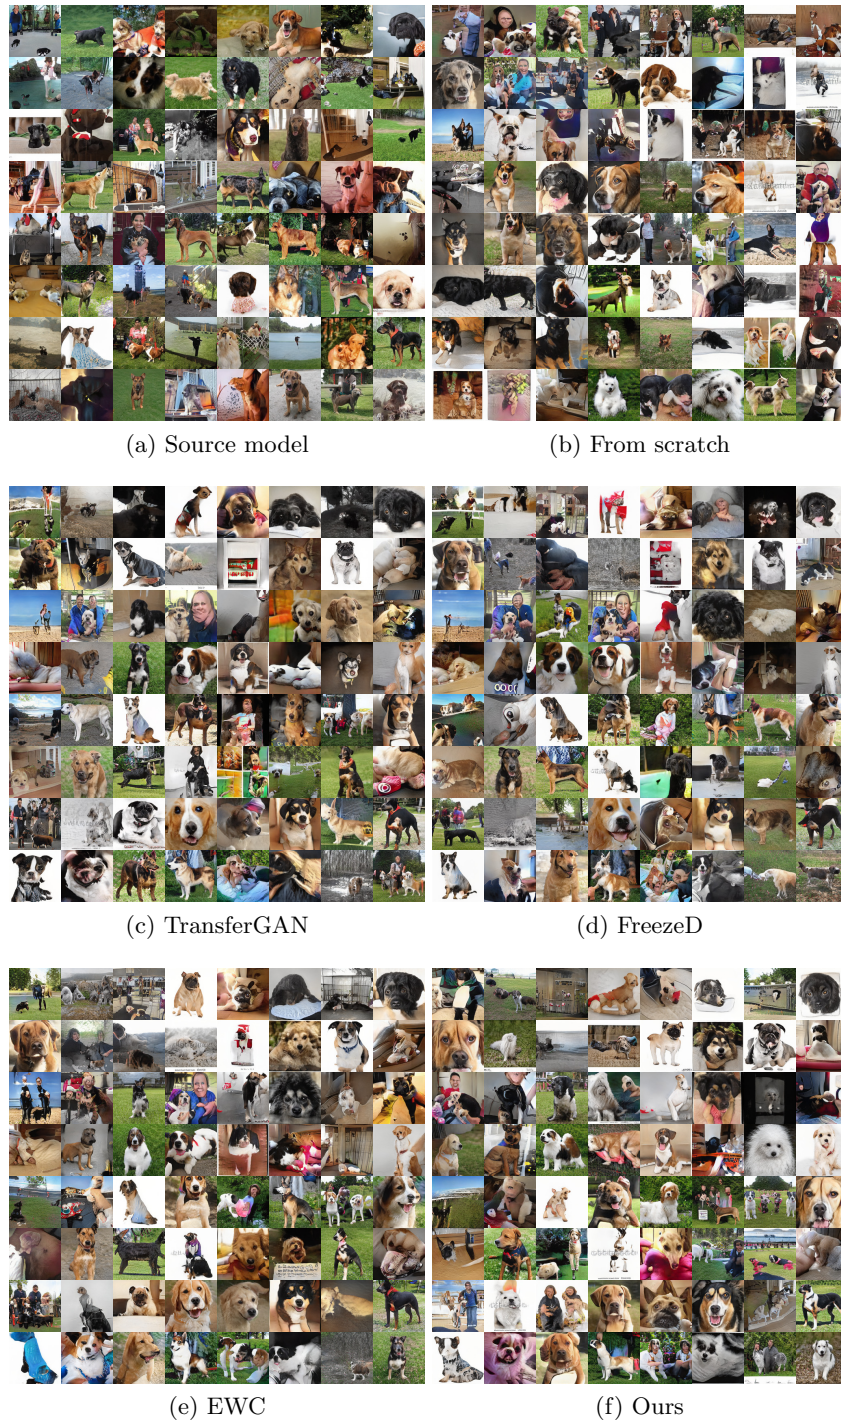 (a) Source model
(b) From scratch
(c) TransferGAN
(d) FreezeD
(e) EWC
(f) Ours